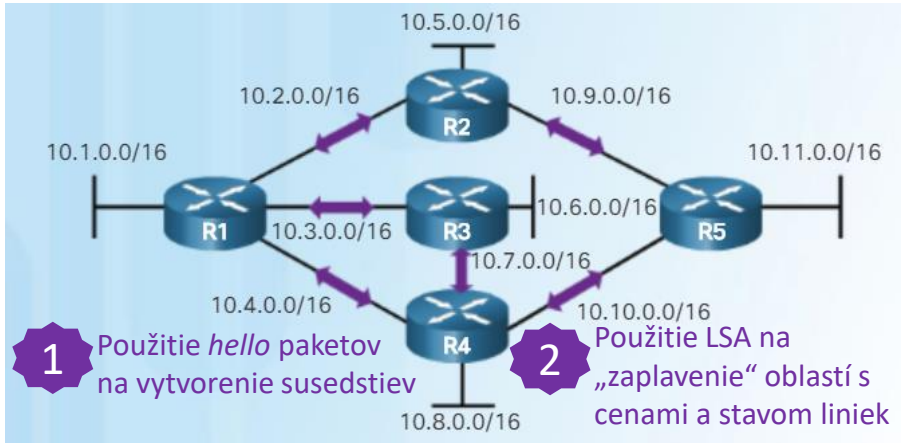 10.5.0.0/16
10.2.0.0/16
10.9.0.0/16
R2
10.1.0.0/16
10.11.0.0/16
R1
10.3.0.0/16
R3
10.6.0.0/16
R5
10.7.0.0/16
10.4.0.0/16
10.10.0.0/16
R4
1
Použitie hello paketov
na vytvorenie susedstiev
2
Použitie LSA na
„zaplavenie“ oblastí s
cenami a stavom liniek
10.8.0.0/16